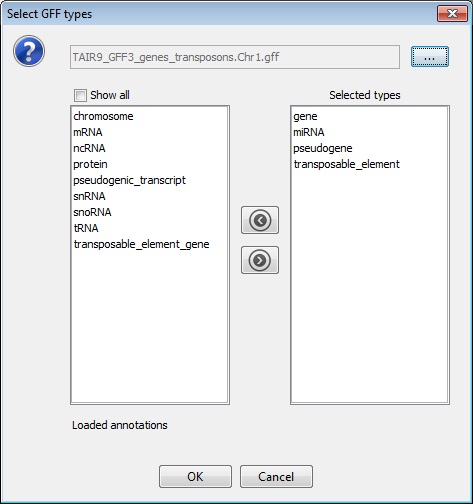 Select GFF types
TAIR9_GFF3_genes_transposons.Chr1.gff
...
Show all
chromosome
mRNA
ncRNA
protein
pseudogenic_transcript
snRNA
snoRNA
tRNA
transposable_element_gene
Selected types
gene
miRNA
pseudogene
transposable_element
Loaded annotations
OK
Cancel